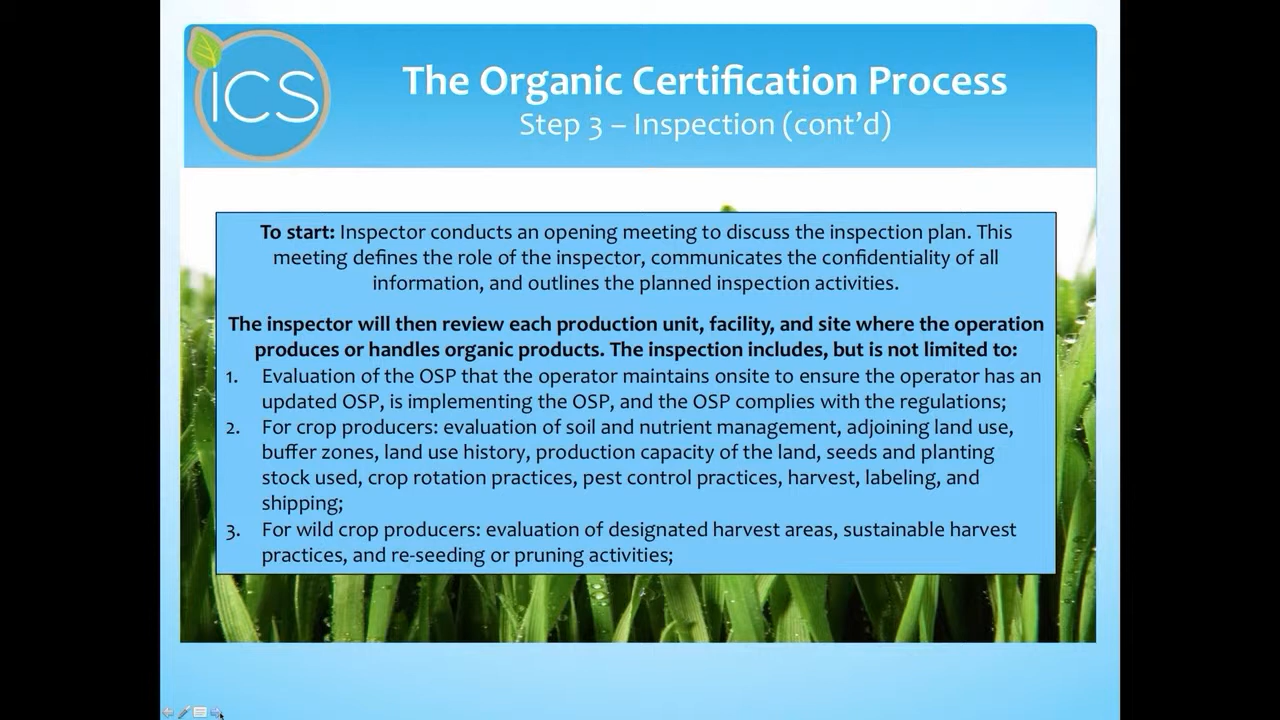 ICS
The Organic Certification Process
Step 3 – Inspection (cont’d)
To start: Inspector conducts an opening meeting to discuss the inspection plan. This
meeting defines the role of the inspector, communicates the confidentiality of all
information, and outlines the planned inspection activities.
The inspector will then review each production unit, facility, and site where the operation
produces or handles organic products. The inspection includes, but is not limited to:
1. Evaluation of the OSP that the operator maintains onsite to ensure the operator has an
updated OSP, is implementing the OSP, and the OSP complies with the regulations;
2. For crop producers: evaluation of soil and nutrient management, adjoining land use,
buffer zones, land use history, production capacity of the land, seeds and planting
stock used, crop rotation practices, pest control practices, harvest, labeling, and
shipping;
3. For wild crop producers: evaluation of designated harvest areas, sustainable harvest
practices, and re-seeding or pruning activities;